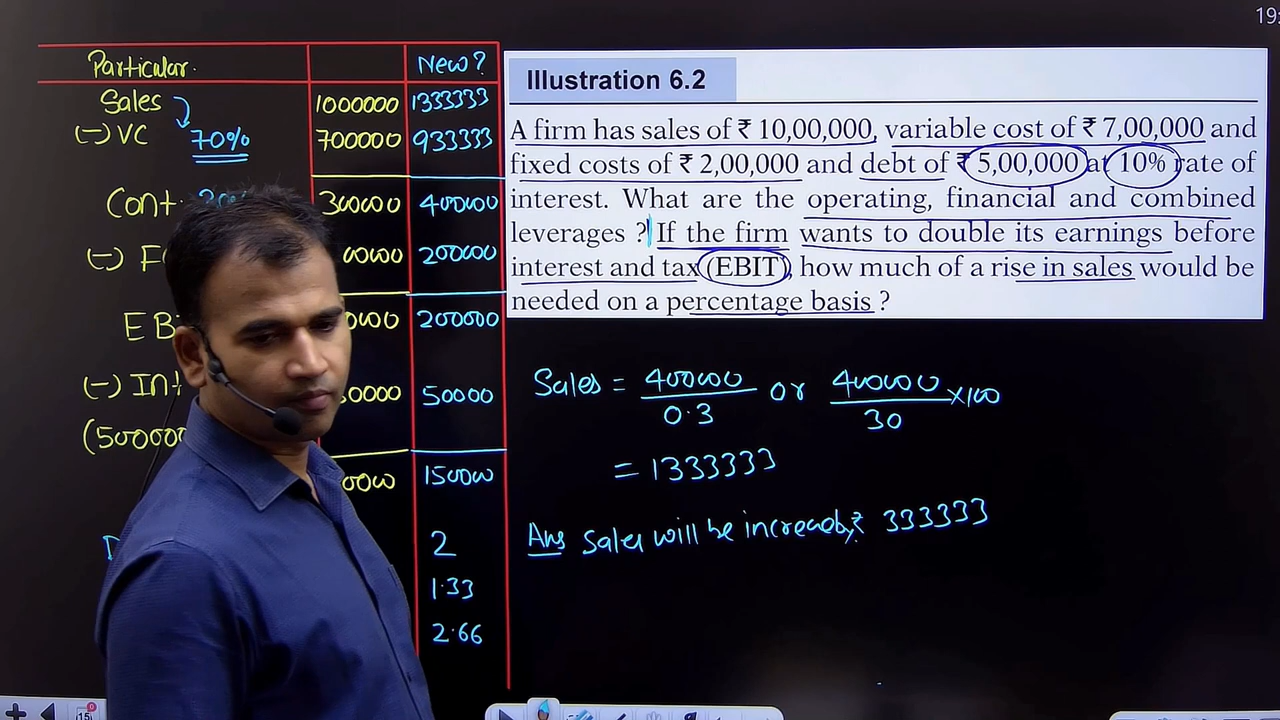 19:
Particular. New?
Sales 1000000 1333333
(-) VC 70% 700000 933333
Cont. 300000 400000
(-) 200000
200000
(-) Int 50000
(500000
150000
2
1.33
2.66
Illustration 6.2
A firm has sales of ₹ 10,00,000, variable cost of ₹ 7,00,000 and
fixed costs of ₹ 2,00,000 and debt of ₹ 5,00,000 at 10% rate of
interest. What are the operating, financial and combined
leverages ? If the firm wants to double its earnings before
interest and tax (EBIT), how much of a rise in sales would be
needed on a percentage basis ?
Sales = 400000 / 0.3 or 400000 / 30 ×100
= 1333333
Ans Sales will be increased by ₹ 333333